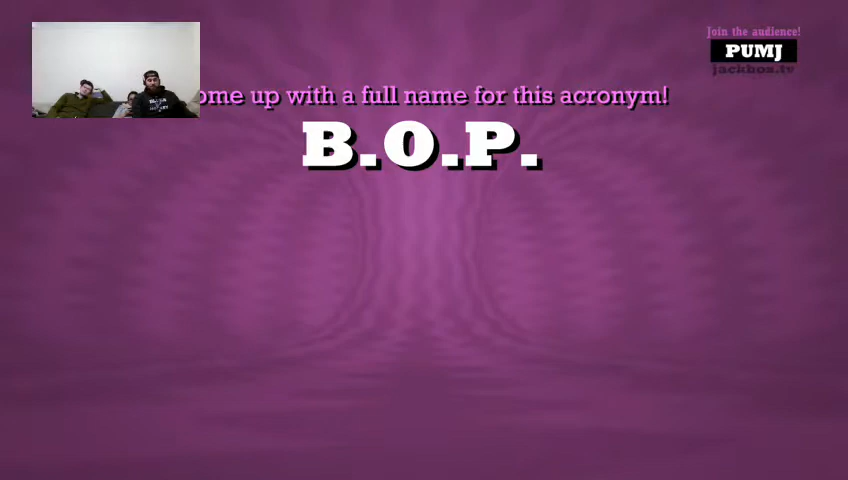 Join the audience!
PUMJ
jackbox.tv
ome up with a full name for this acronym!
B.O.P.